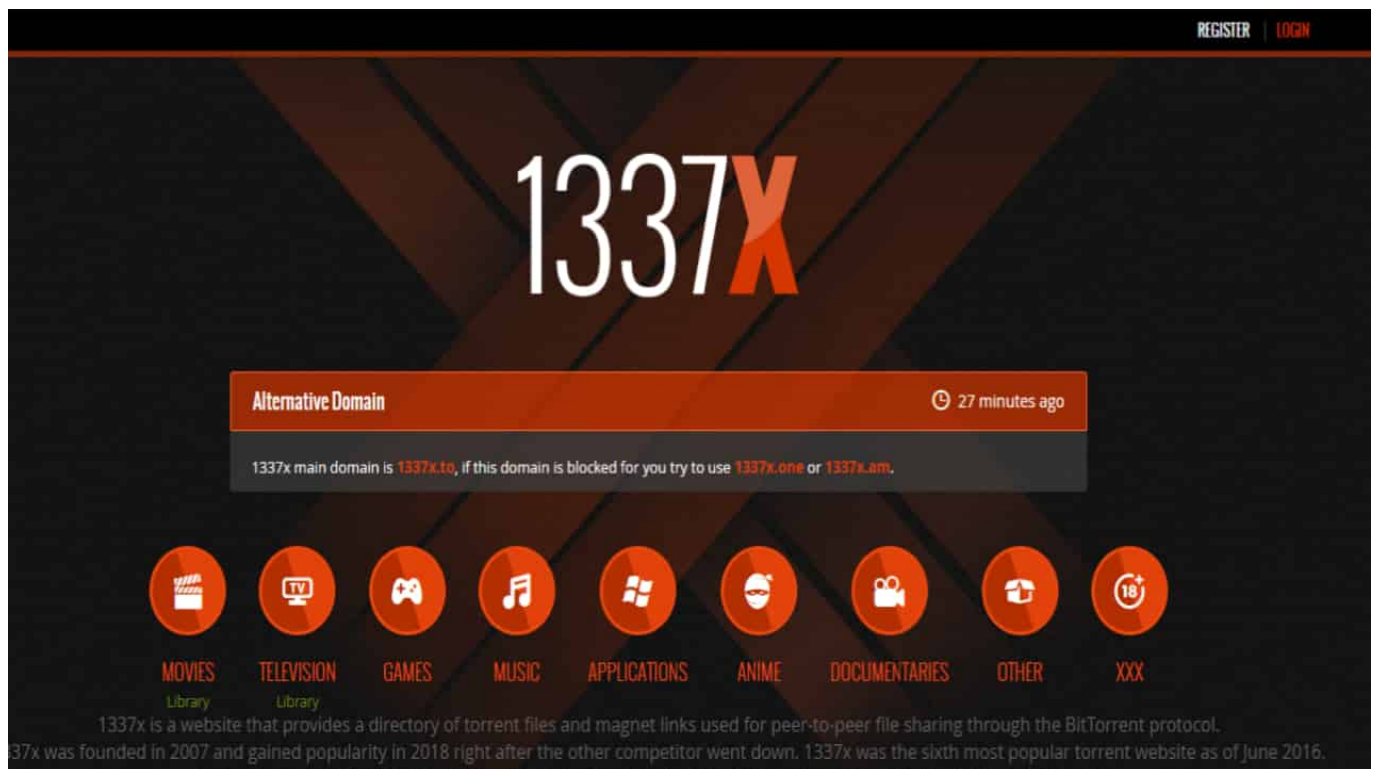 REGISTER | LOGIN
1337X
Alternative Domain 27 minutes ago
1337x main domain is 1337x.to, if this domain is blocked for you try to use 1337x.one or 1337x.am.
TV 18+
MOVIES TELEVISION GAMES MUSIC APPLICATIONS ANIME DOCUMENTARIES OTHER XXX
Library Library
1337x is a website that provides a directory of torrent files and magnet links used for peer-to-peer file sharing through the BitTorrent protocol.
337x was founded in 2007 and gained popularity in 2018 right after the other competitor went down. 1337x was the sixth most popular torrent website as of June 2016.